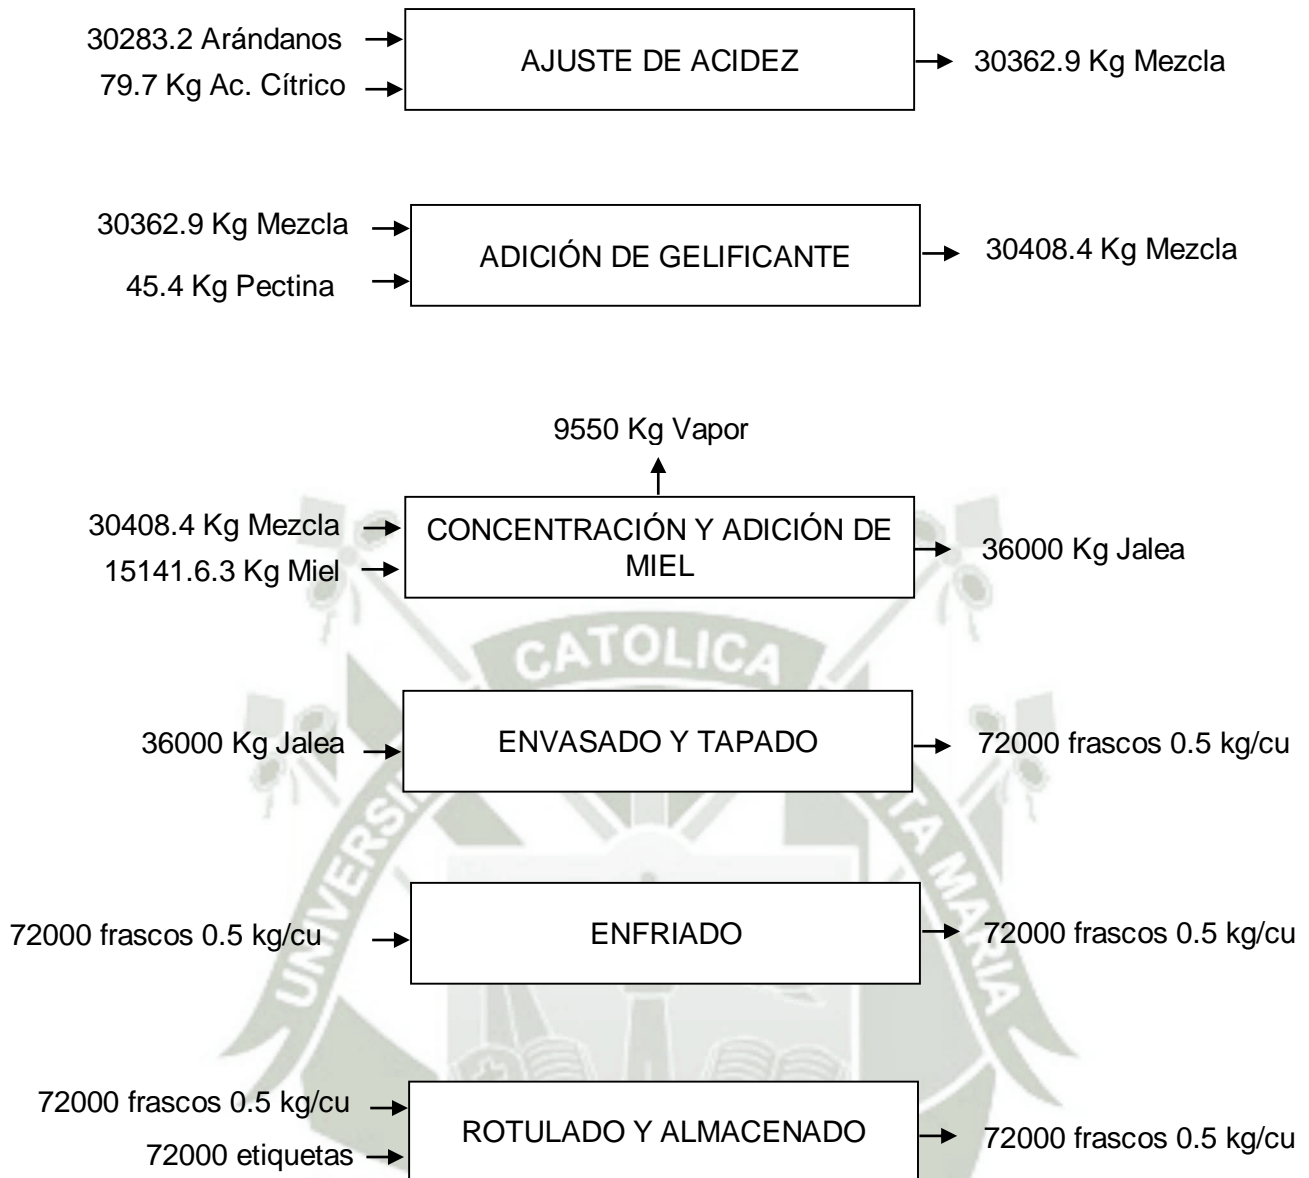 30283.2 Arándanos
79.7 Kg Ac. Cítrico
AJUSTE DE ACIDEZ
30362.9 Kg Mezcla
30362.9 Kg Mezcla
45.4 Kg Pectina
ADICIÓN DE GELIFICANTE
30408.4 Kg Mezcla
9550 Kg Vapor
30408.4 Kg Mezcla
15141.6.3 Kg Miel
CONCENTRACIÓN Y ADICIÓN DE
MIEL
36000 Kg Jalea
CATOLICA
36000 Kg Jalea
ENVASADO Y TAPADO
72000 frascos 0.5 kg/cu
72000 frascos 0.5 kg/cu
ENFRIADO
72000 frascos 0.5 kg/cu
MARIA
72000 frascos 0.5 kg/cu
72000 etiquetas
ROTULADO Y ALMACENADO
72000 frascos 0.5 kg/cu